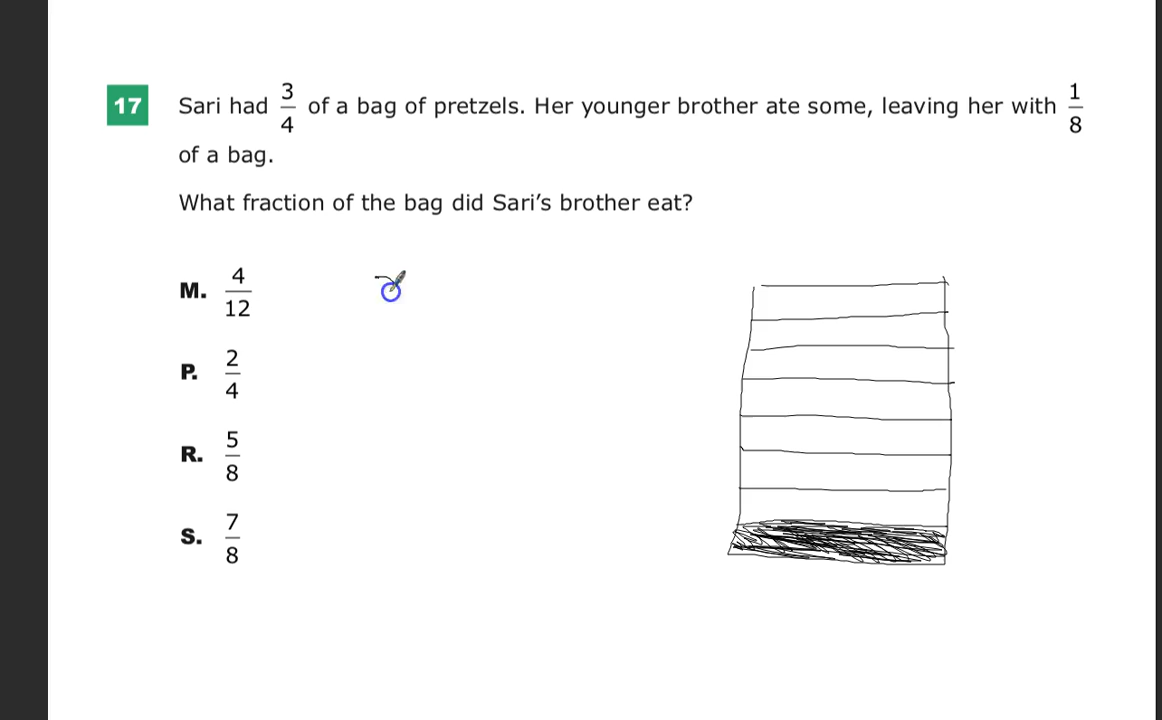 17 Sari had 3/4 of a bag of pretzels. Her younger brother ate some, leaving her with 1/8
of a bag.
What fraction of the bag did Sari’s brother eat?
M. 4/12
P. 2/4
R. 5/8
S. 7/8